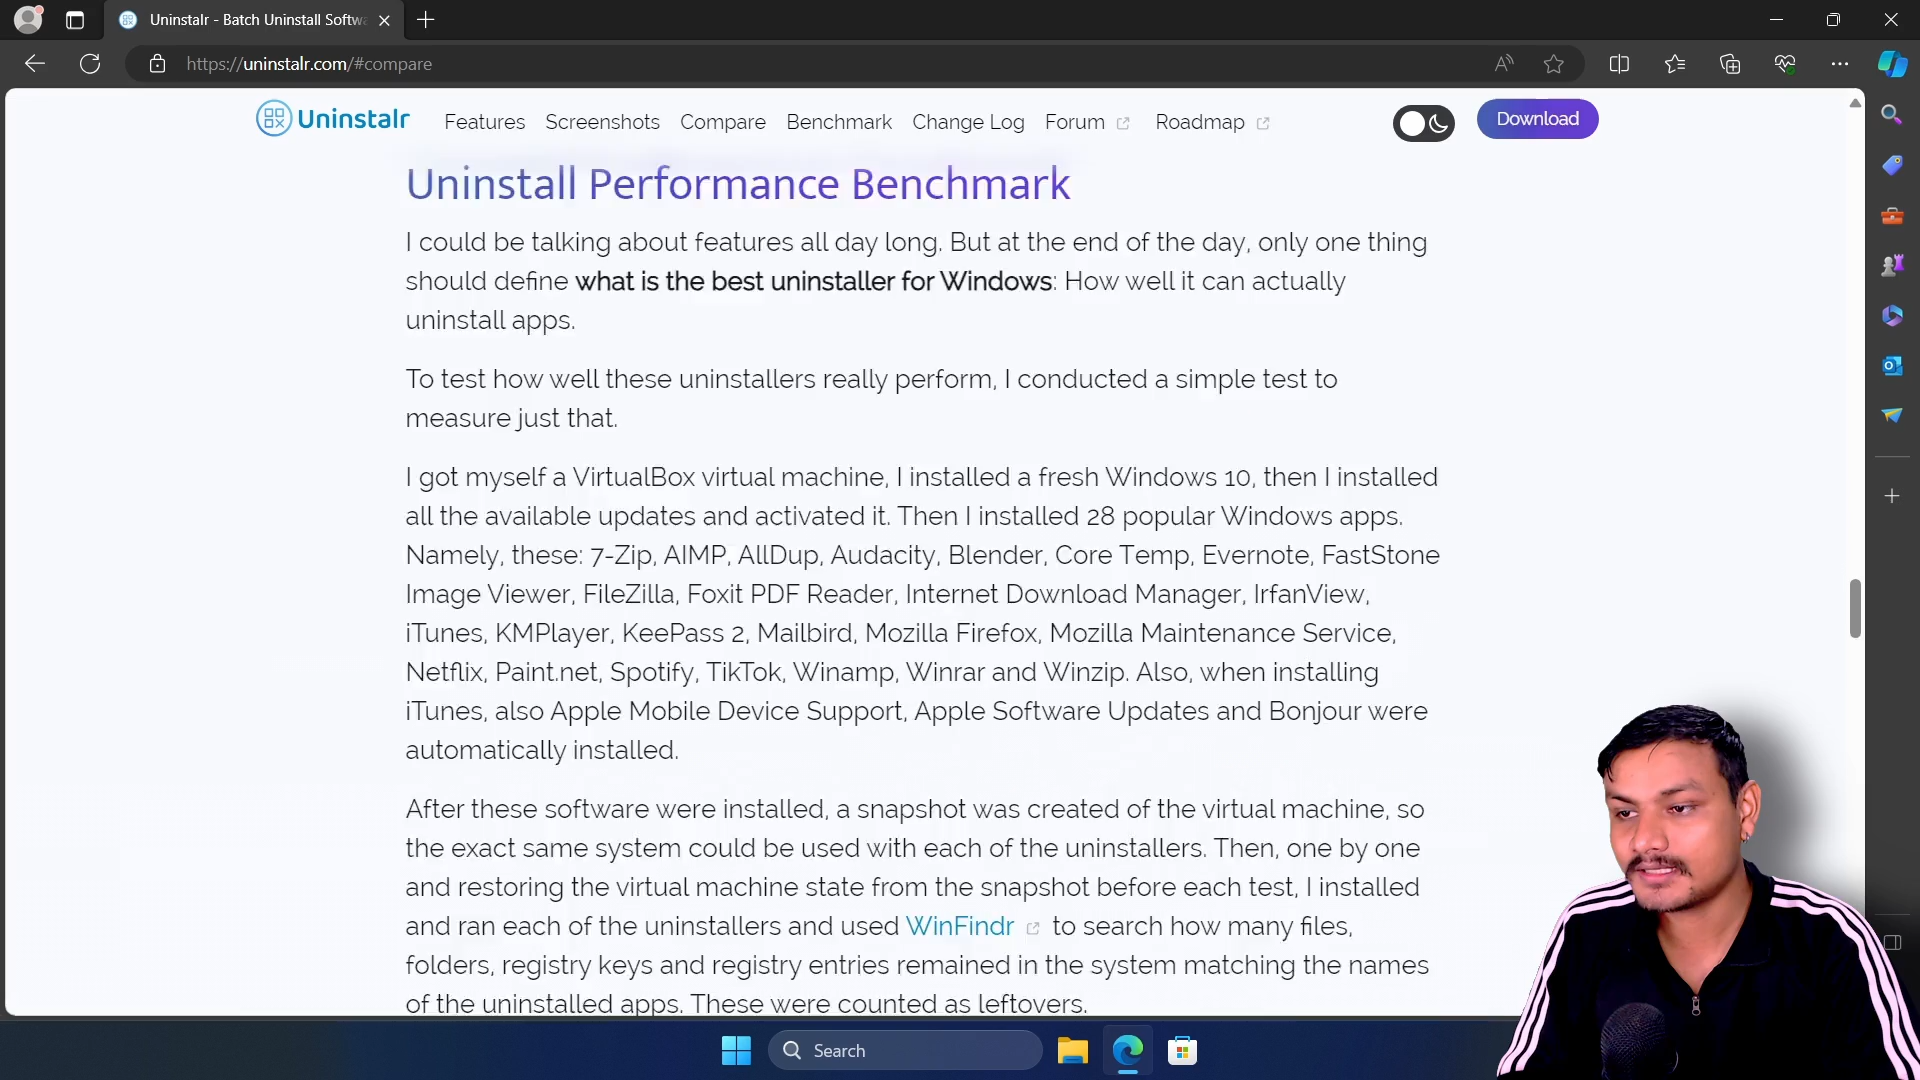 Uninstalr - Batch Uninstall Softwa
https://uninstalr.com/#compare
Uninstalr
Features
Screenshots
Compare
Benchmark
Change Log
Forum
Roadmap
Download
Uninstall Performance Benchmark
I could be talking about features all day long. But at the end of the day, only one thing
should define what is the best uninstaller for Windows: How well it can actually
uninstall apps.
To test how well these uninstallers really perform, I conducted a simple test to
measure just that.
I got myself a VirtualBox virtual machine, I installed a fresh Windows 10, then I installed
all the available updates and activated it. Then I installed 28 popular Windows apps.
Namely, these: 7-Zip, AIMP, AllDup, Audacity, Blender, Core Temp, Evernote, FastStone
Image Viewer, FileZilla, Foxit PDF Reader, Internet Download Manager, IrfanView,
iTunes, KMPlayer, KeePass 2, Mailbird, Mozilla Firefox, Mozilla Maintenance Service,
Netflix, Paint.net, Spotify, TikTok, Winamp, Winrar and Winzip. Also, when installing
iTunes, also Apple Mobile Device Support, Apple Software Updates and Bonjour were
automatically installed.
After these software were installed, a snapshot was created of the virtual machine, so
the exact same system could be used with each of the uninstallers. Then, one by one
and restoring the virtual machine state from the snapshot before each test, I installed
and ran each of the uninstallers and used WinFindr to search how many files,
folders, registry keys and registry entries remained in the system matching the names
of the uninstalled apps. These were counted as leftovers.
Search